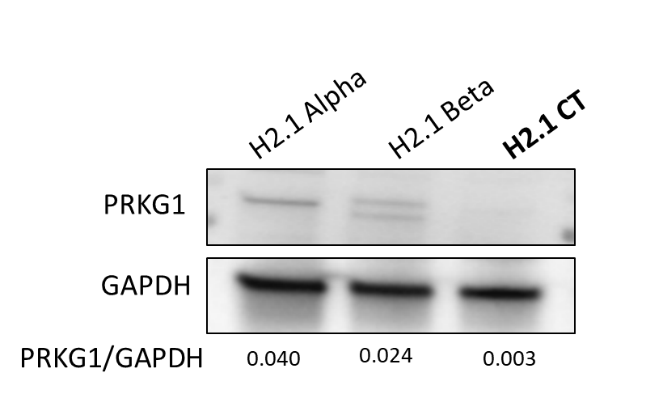 H2.1 Alpha
H2.1 Beta
H2.1 CT
PRKG1
GAPDH
PRKG1/GAPDH 0.040 0.024 0.003